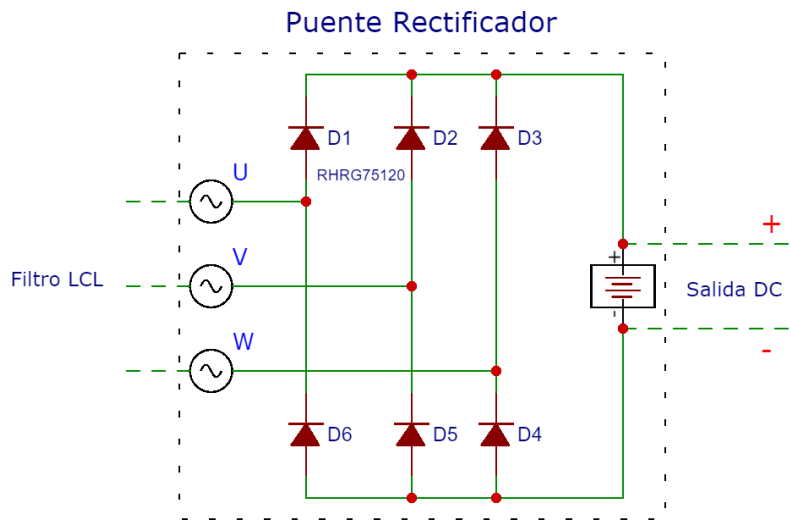 Puente Rectificador
D1
D2
D3
RHRG75120
U
V
W
Filtro LCL
+
+
-
Salida DC
-
D6
D5
D4